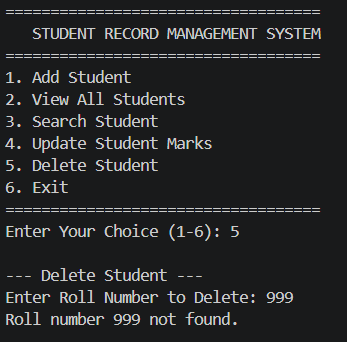 ===================================
STUDENT RECORD MANAGEMENT SYSTEM
===================================
1. Add Student
2. View All Students
3. Search Student
4. Update Student Marks
5. Delete Student
6. Exit
===================================
Enter Your Choice (1-6): 5
--- Delete Student ---
Enter Roll Number to Delete: 999
Roll number 999 not found.